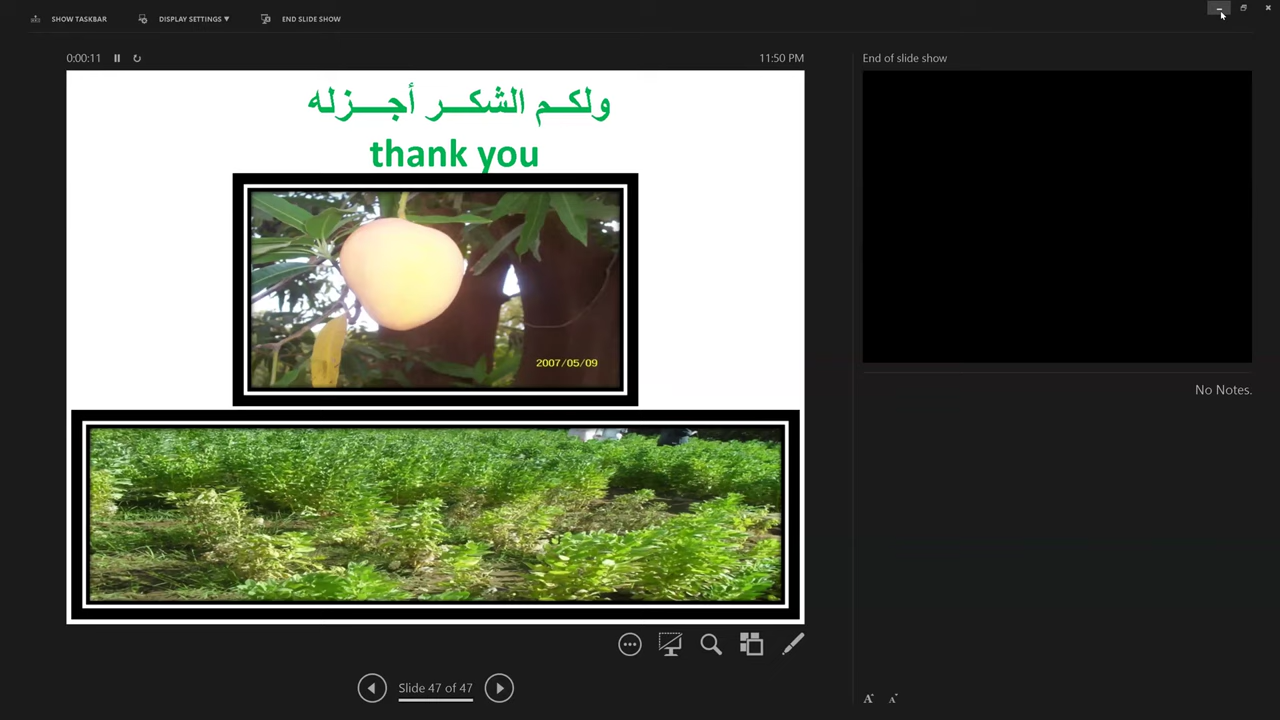 SHOW TASKBAR
DISPLAY SETTINGS ▼
END SLIDE SHOW
0:00:11
11:50 PM
ولكــم الشكــر أجــزله
thank you
2007/05/09
Slide 47 of 47
End of slide show
No Notes.
A
A